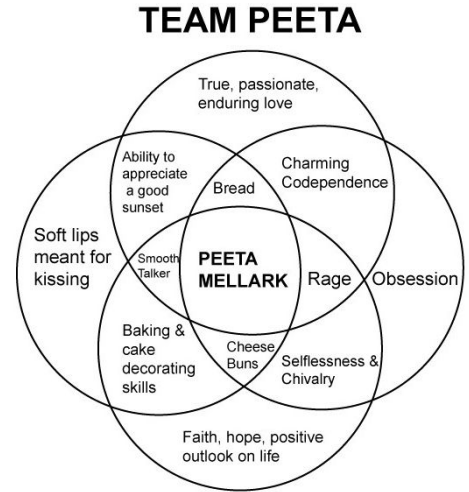 TEAM PEETA
True, passionate,
enduring love
Ability to
appreciate
a good
sunset
Bread
Charming
Codependence
Soft lips
meant for
kissing
Smooth
Talker
PEETA
MELLARK
Rage
Obsession
Baking &
cake
decorating
skills
Cheese
Buns
Selflessness &
Chivalry
Faith, hope, positive
outlook on life